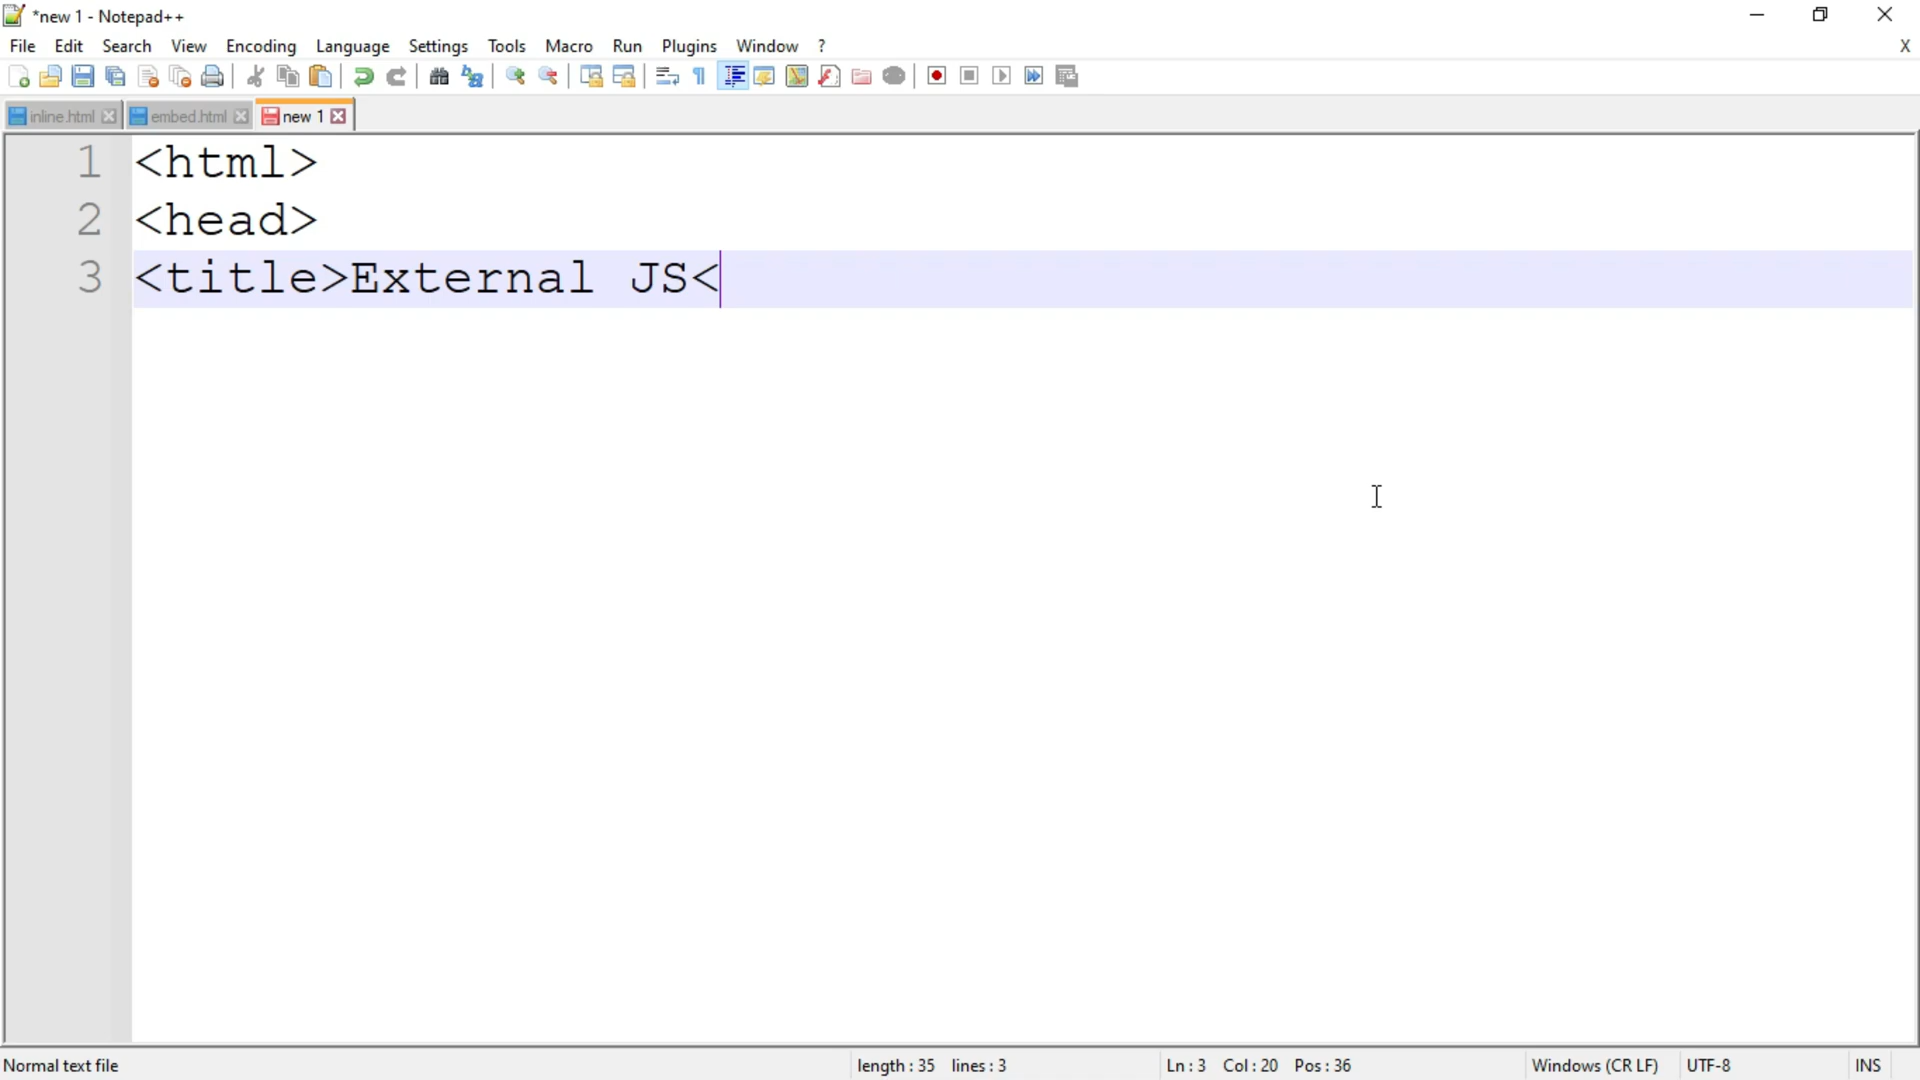 *new 1 - Notepad++
File Edit Search View Encoding Language Settings Tools Macro Run Plugins Window ? X
inline.html embed.html new 1
1 <html>
2 <head>
3 <title>External JS<
Normal text file length : 35 lines : 3 Ln : 3 Col : 20 Pos : 36 Windows (CR LF) UTF-8 INS